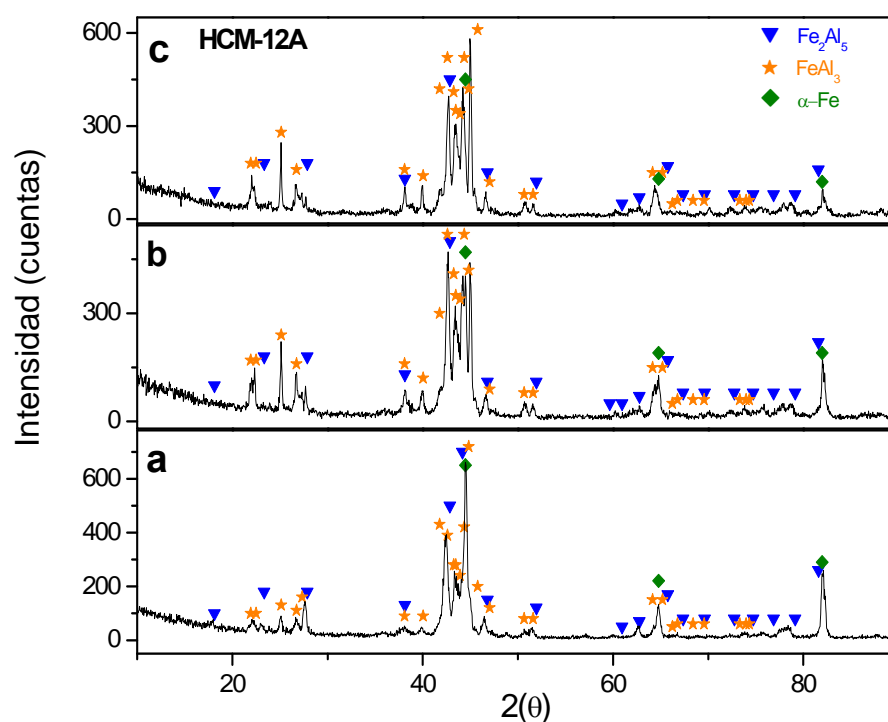 c HCM-12A
Fe2Al5
FeAl3
α–Fe
600
300
0
b
300
0
a
600
400
200
0
Intensidad (cuentas)
20 40 60 80
2(θ)